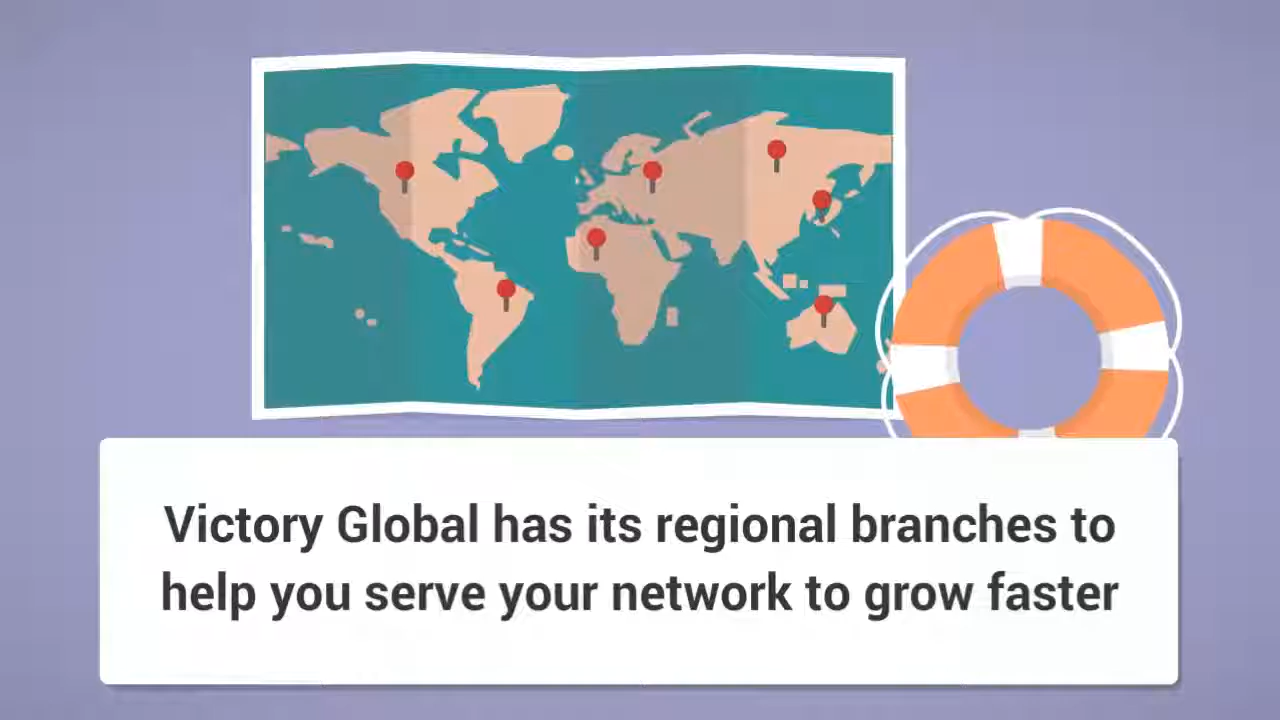 Victory Global has its regional branches to
help you serve your network to grow faster